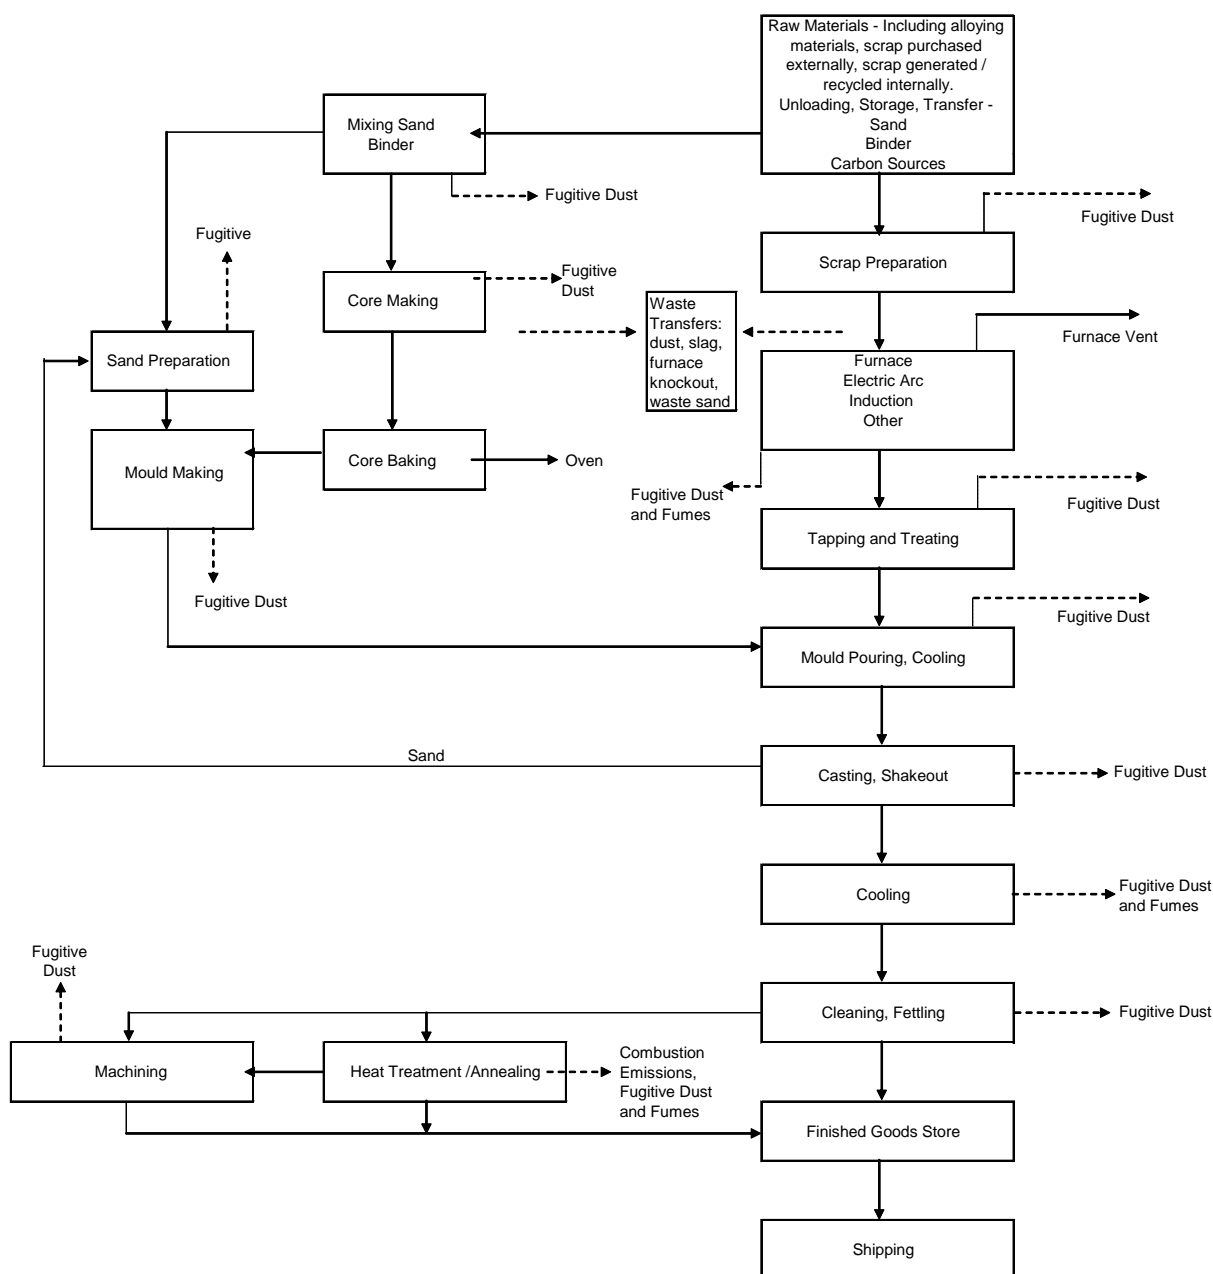 Raw Materials - Including alloying
materials, scrap purchased
externally, scrap generated /
recycled internally.
Unloading, Storage, Transfer -
Sand
Binder
Carbon Sources
Mixing Sand
Binder
Fugitive Dust
Fugitive Dust
Fugitive
Scrap Preparation
Core Making
Fugitive
Dust
Waste
Transfers:
dust, slag,
furnace
knockout,
waste sand
Furnace Vent
Sand Preparation
Furnace
Electric Arc
Induction
Other
Mould Making
Core Baking
Oven
Fugitive Dust
and Fumes
Fugitive Dust
Tapping and Treating
Fugitive Dust
Fugitive Dust
Mould Pouring, Cooling
Sand
Casting, Shakeout
Fugitive Dust
Cooling
Fugitive Dust
and Fumes
Fugitive
Dust
Cleaning, Fettling
Fugitive Dust
Machining
Heat Treatment /Annealing
Combustion
Emissions,
Fugitive Dust
and Fumes
Finished Goods Store
Shipping